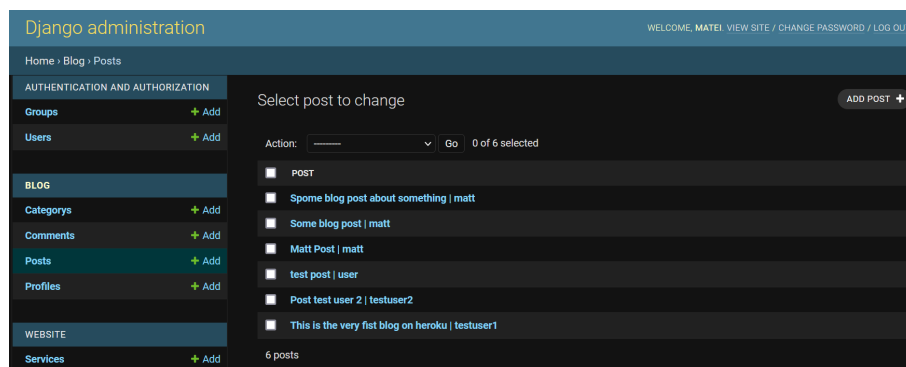 Django administration
WELCOME, MATEI. VIEW SITE / CHANGE PASSWORD / LOG OU
Home › Blog › Posts
AUTHENTICATION AND AUTHORIZATION
Groups + Add
Users + Add
BLOG
Categorys + Add
Comments + Add
Posts + Add
Profiles + Add
WEBSITE
Services + Add
Select post to change
ADD POST +
Action: --------- Go 0 of 6 selected
POST
Spome blog post about something | matt
Some blog post | matt
Matt Post | matt
test post | user
Post test user 2 | testuser2
This is the very fist blog on heroku | testuser1
6 posts